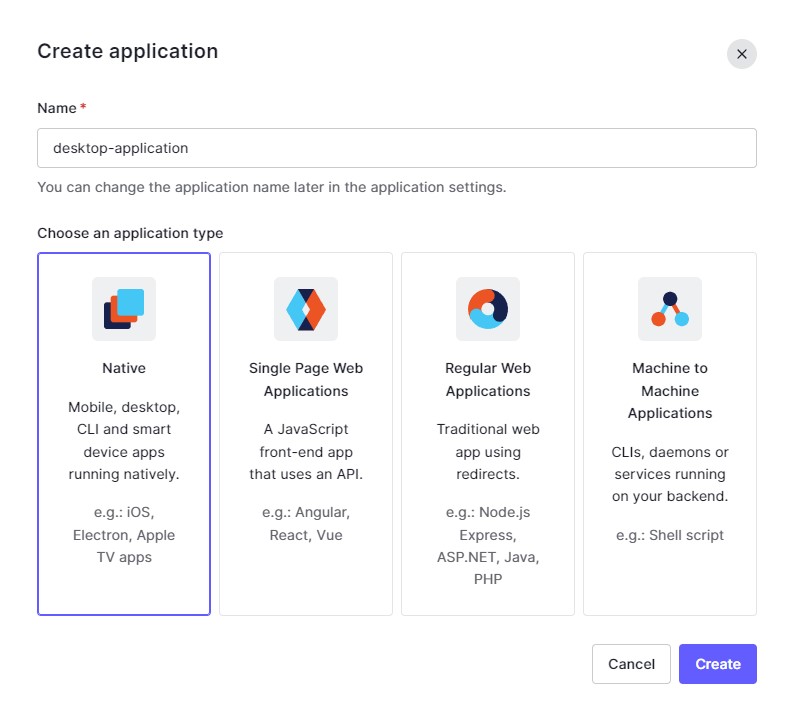 Create application
Name *
desktop-application
You can change the application name later in the application settings.
Choose an application type
Native
Mobile, desktop,
CLI and smart
device apps
running natively.
e.g.: iOS,
Electron, Apple
TV apps
Single Page Web
Applications
A JavaScript
front-end app
that uses an API.
e.g.: Angular,
React, Vue
Regular Web
Applications
Traditional web
app using
redirects.
e.g.: Node.js
Express,
ASP.NET, Java,
PHP
Machine to
Machine
Applications
CLIs, daemons or
services running
on your backend.
e.g.: Shell script
Cancel
Create